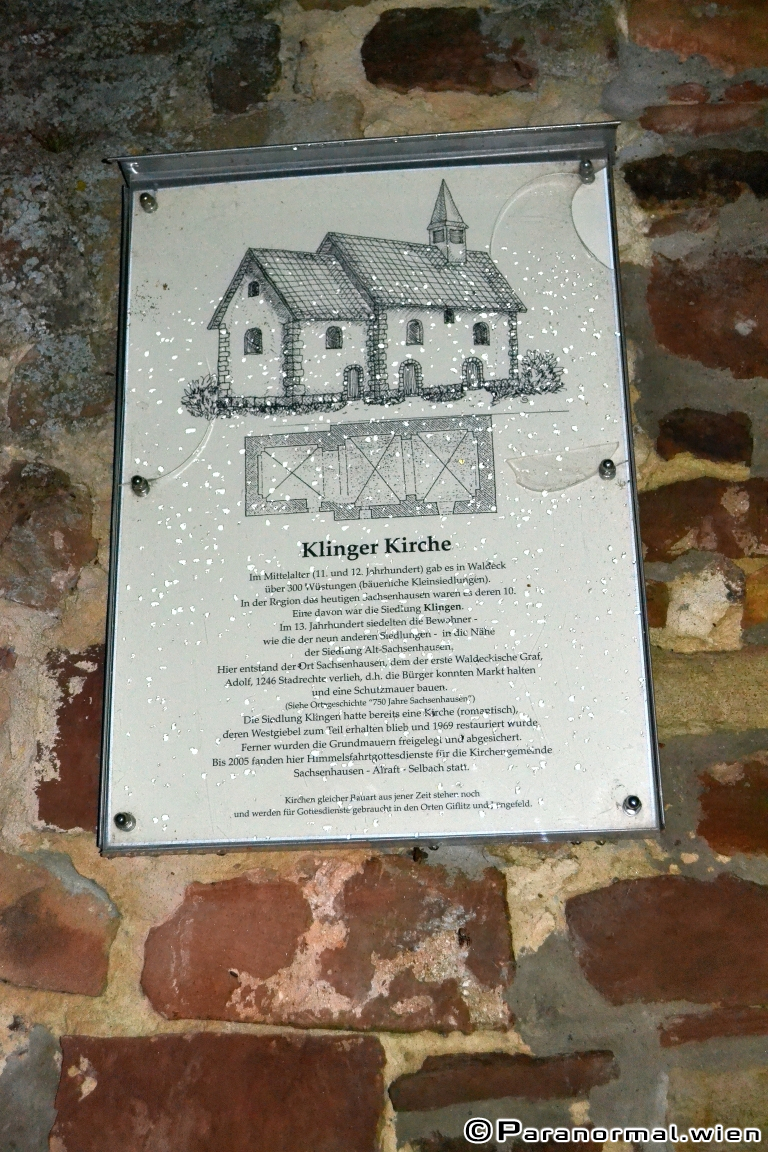 Klinger Kirche
Im Mittelalter (11. und 12. Jahrhundert) gab es in Waldeck
über 300 Wüstungen (bäuerliche Kleinsiedlungen).
In der Region des heutigen Sachsenhausen waren es deren 10.
Eine davon war die Siedlung Klingen.
Im 13. Jahrhundert siedelten die Bewohner -
wie die der neun anderen Siedlungen - in die Nähe
der Siedlung Alt-Sachsenhausen.
Hier entstand der Ort Sachsenhausen, dem der erste Waldeckische Graf,
Adolf, 1246 Stadtrechte verlieh, d.h. die Bürger konnten Markt halten
und eine Schutzmauer bauen.
(Siehe Ortsgeschichte "750 Jahre Sachsenhausen")
Die Siedlung Klingen hatte bereits eine Kirche (romantisch),
deren Westgiebel zum Teil erhalten blieb und 1969 restauriert wurde.
Ferner wurden die Grundmauern freigelegt und abgesichert.
Bis 2005 fanden hier Himmelsfahrtgottesdienste für die Kirchengemeinde
Sachsenhausen - Alraft - Selbach statt.
Kirchen gleicher Bauart aus jener Zeit stehen noch
und werden für Gottesdienste gebraucht in den Orten Giflitz und
©Paranormal.wien